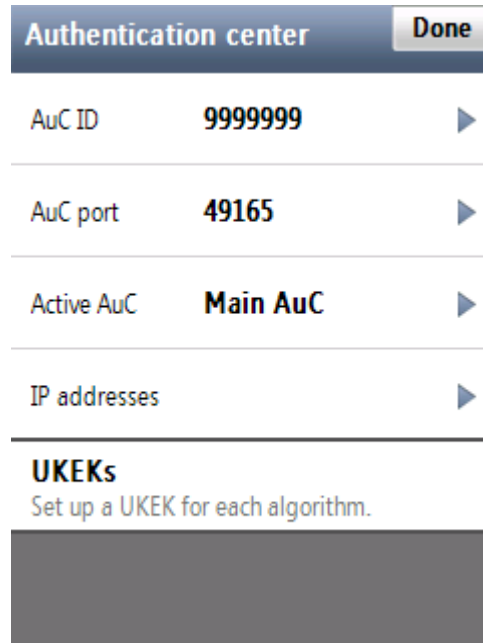 Authentication center Done
AuC ID 9999999
AuC port 49165
Active AuC Main AuC
IP addresses
UKEKs
Set up a UKEK for each algorithm.